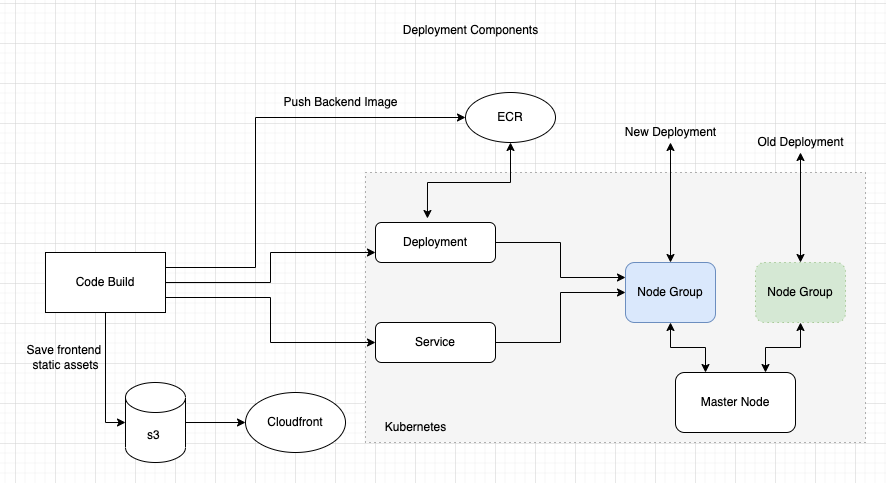 Deployment Components
Push Backend Image
ECR
New Deployment
Old Deployment
Deployment
Code Build
Node Group
Node Group
Service
Save frontend
static assets
Master Node
Cloudfront
Kubernetes
s3